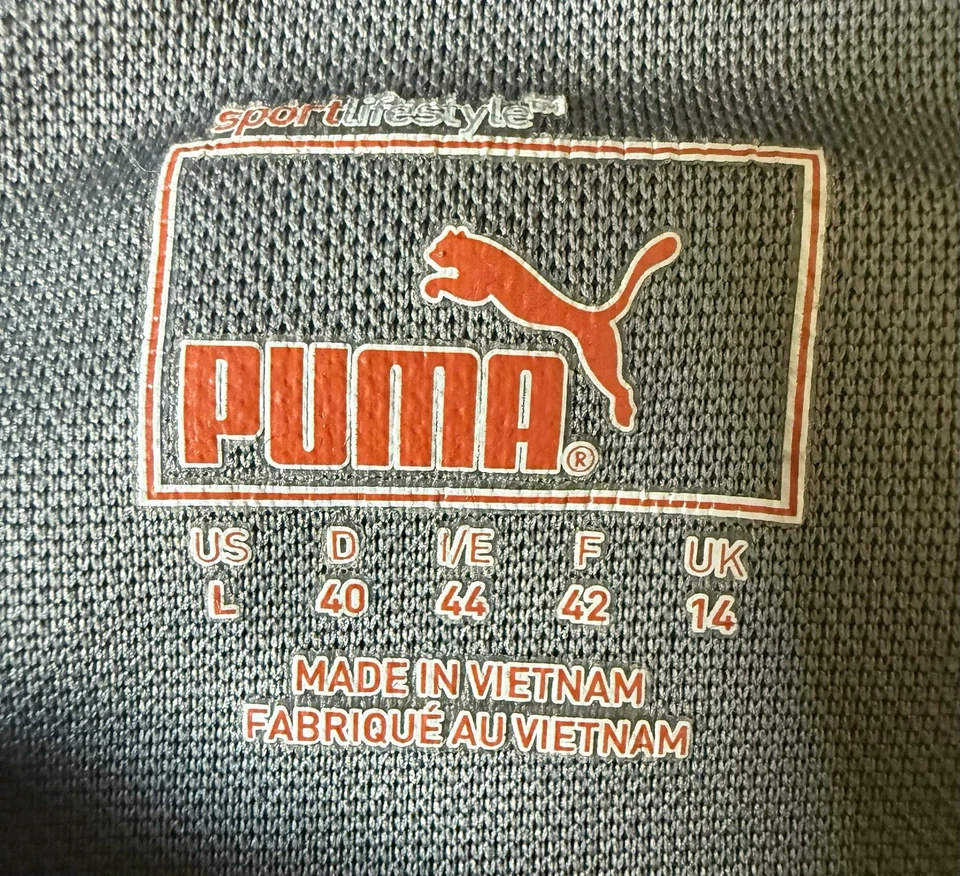 sportlifestyle™
PUMA®
US D I/E F UK
L 40 44 42 14
MADE IN VIETNAM
FABRIQUÉ AU VIETNAM